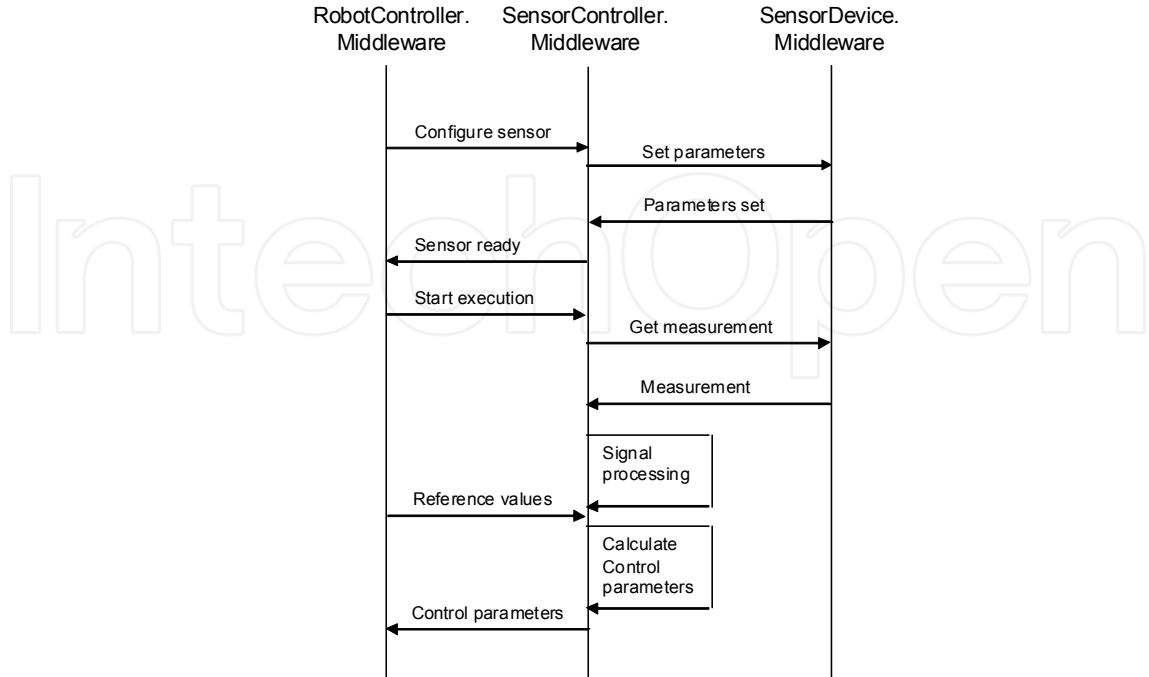 RobotController.
Middleware
SensorController.
Middleware
SensorDevice.
Middleware
Configure sensor
Set parameters
Parameters set
Sensor ready
Start execution
Get measurement
Measurement
Signal
processing
Reference values
Calculate
Control
parameters
Control parameters
IntechOpen